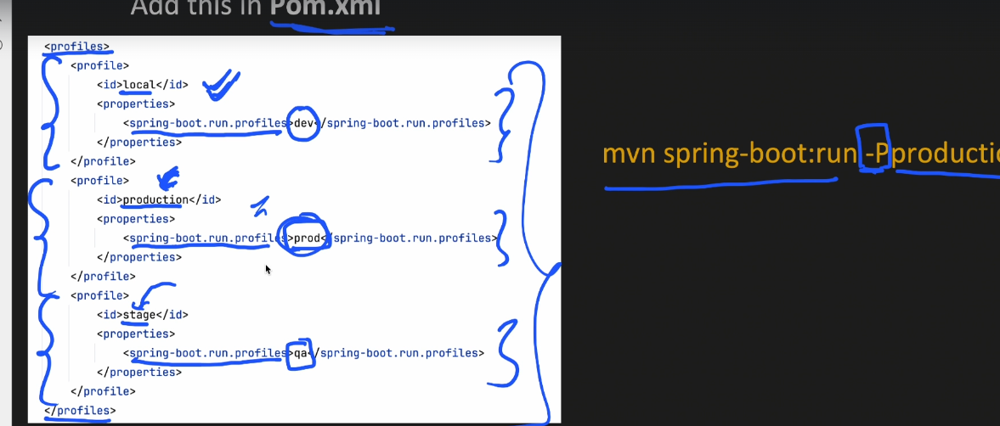 Add this in Pom.xml
<profiles>
<profile>
<id>local</id>
<properties>
<spring-boot.run.profiles>dev</spring-boot.run.profiles>
</properties>
</profile>
<profile>
<id>production</id>
<properties>
<spring-boot.run.profiles>prod</spring-boot.run.profiles>
</properties>
</profile>
<profile>
<id>stage</id>
<properties>
<spring-boot.run.profiles>qa</spring-boot.run.profiles>
</properties>
</profile>
</profiles>
mvn spring-boot:run -Pproducti